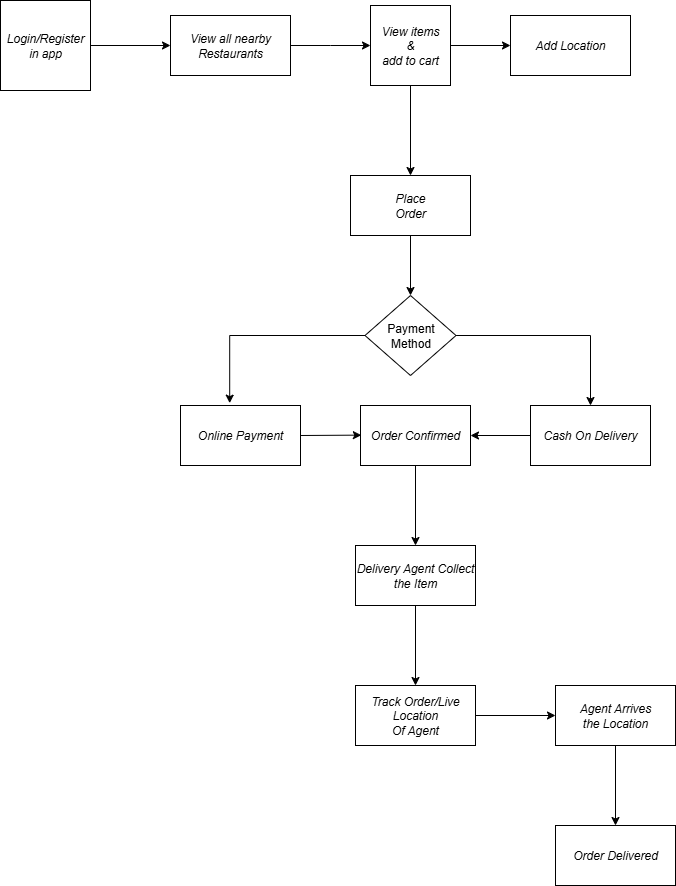 Login/Register
in app
View all nearby
Restaurants
View items
&
add to cart
Add Location
Place
Order
Payment
Method
Online Payment
Order Confirmed
Cash On Delivery
Delivery Agent Collect
the Item
Track Order/Live
Location
Of Agent
Agent Arrives
the Location
Order Delivered